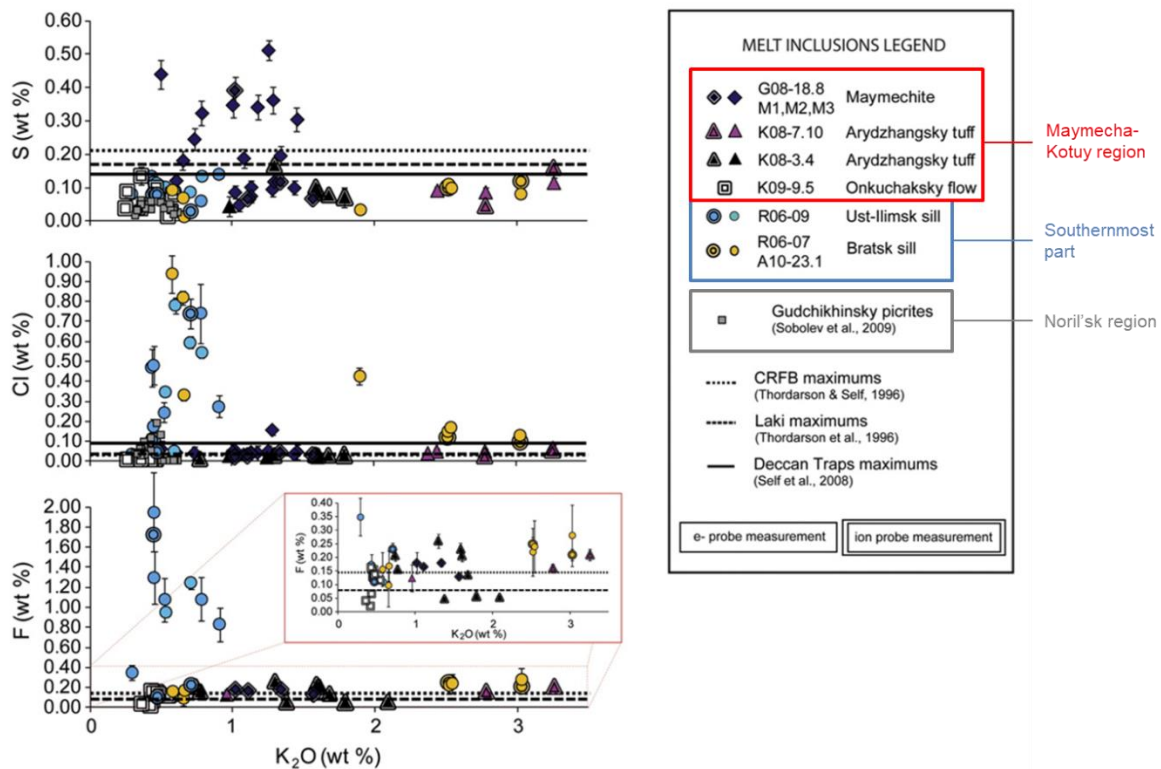 0.60
0.50
0.40
0.30
0.20
0.10
0.00
S (wt %)
1.00
0.90
0.80
0.70
0.60
0.50
0.40
0.30
0.20
0.10
0.00
Cl (wt %)
2.00
1.80
1.60
1.40
1.20
1.00
0.80
0.60
0.40
0.20
0.00
F (wt %)
0 1 2 3
K₂O (wt %)
0.40
0.35
0.30
0.25
0.20
0.15
0.10
0.05
0.00
F (wt %)
0 1 2 3
K₂O (wt %)
MELT INCLUSIONS LEGEND
G08-18.8
M1,M2,M3 Maymechite
K08-7.10 Arydzhangsky tuff
K08-3.4 Arydzhangsky tuff
K09-9.5 Onkuchaksky flow
R06-09 Ust-Ilimsk sill
R06-07
A10-23.1 Bratsk sill
Gudchikhinsky picrites
(Sobolev et al., 2009)
CRFB maximums
(Thordarson & Self, 1996)
Laki maximums
(Thordarson et al., 1996)
Deccan Traps maximums
(Self et al., 2008)
e- probe measurement ion probe measurement
Maymecha-
Kotuy region
Southernmost
part
Noril'sk region